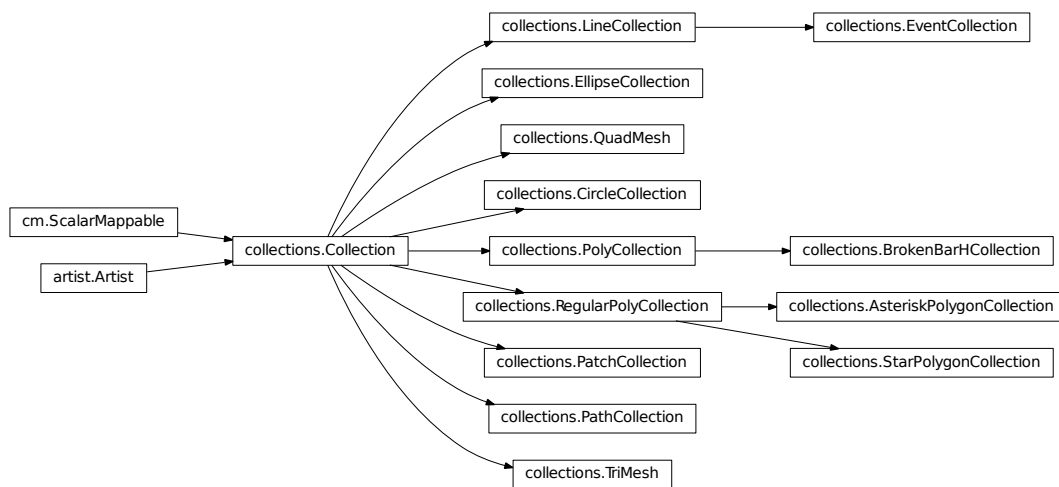 collections.LineCollection
collections.EventCollection
collections.EllipseCollection
collections.QuadMesh
collections.CircleCollection
cm.ScalarMappable
collections.Collection
collections.PolyCollection
collections.BrokenBarHCollection
artist.Artist
collections.RegularPolyCollection
collections.AsteriskPolygonCollection
collections.PatchCollection
collections.StarPolygonCollection
collections.PathCollection
collections.TriMesh